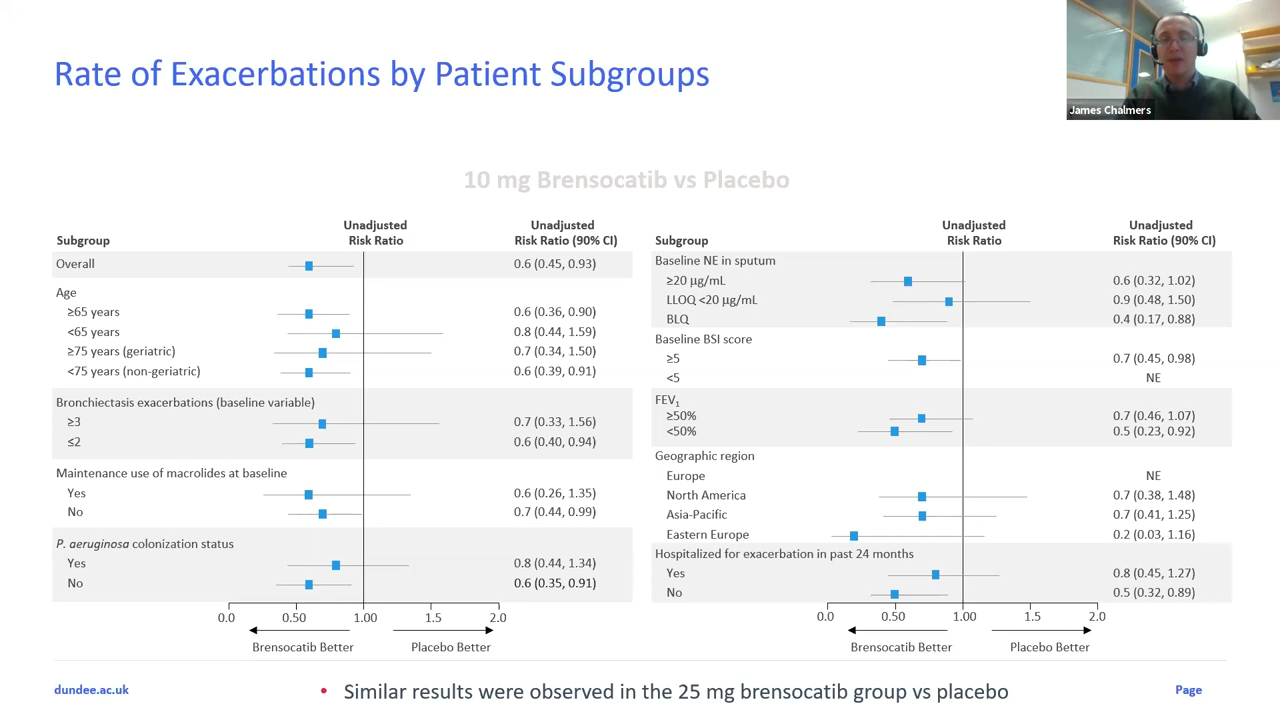 Rate of Exacerbations by Patient Subgroups
James Chalmers
10 mg Brensocatib vs Placebo
Subgroup
Unadjusted
Risk Ratio
Unadjusted
Risk Ratio (90% CI)
Overall 0.6 (0.45, 0.93)
Age
≥65 years 0.6 (0.36, 0.90)
<65 years 0.8 (0.44, 1.59)
≥75 years (geriatric) 0.7 (0.34, 1.50)
<75 years (non-geriatric) 0.6 (0.39, 0.91)
Bronchiectasis exacerbations (baseline variable)
≥3 0.7 (0.33, 1.56)
≤2 0.6 (0.40, 0.94)
Maintenance use of macrolides at baseline
Yes 0.6 (0.26, 1.35)
No 0.7 (0.44, 0.99)
P. aeruginosa colonization status
Yes 0.8 (0.44, 1.34)
No 0.6 (0.35, 0.91)
0.0 0.50 1.00 1.5 2.0
Brensocatib Better Placebo Better
Subgroup
Unadjusted
Risk Ratio
Unadjusted
Risk Ratio (90% CI)
Baseline NE in sputum
≥20 µg/mL 0.6 (0.32, 1.02)
LLOQ <20 µg/mL 0.9 (0.48, 1.50)
BLQ 0.4 (0.17, 0.88)
Baseline BSI score
≥5 0.7 (0.45, 0.98)
<5 NE
FEV1
≥50% 0.7 (0.46, 1.07)
<50% 0.5 (0.23, 0.92)
Geographic region
Europe NE
North America 0.7 (0.38, 1.48)
Asia-Pacific 0.7 (0.41, 1.25)
Eastern Europe 0.2 (0.03, 1.16)
Hospitalized for exacerbation in past 24 months
Yes 0.8 (0.45, 1.27)
No 0.5 (0.32, 0.89)
0.0 0.50 1.00 1.5 2.0
Brensocatib Better Placebo Better
dundee.ac.uk
• Similar results were observed in the 25 mg brensocatib group vs placebo
Page